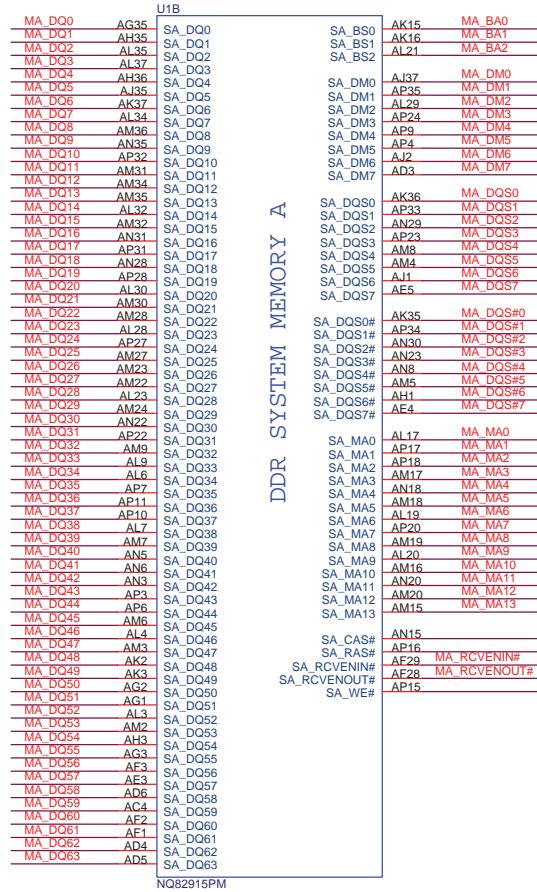 U1B
MA_DQ0 AG35 SA_DQ0
MA_DQ1 AH35 SA_DQ1
MA_DQ2 AL35 SA_DQ2
MA_DQ3 AL37 SA_DQ3
MA_DQ4 AH36 SA_DQ4
MA_DQ5 AJ35 SA_DQ5
MA_DQ6 AK37 SA_DQ6
MA_DQ7 AL34 SA_DQ7
MA_DQ8 AM36 SA_DQ8
MA_DQ9 AN35 SA_DQ9
MA_DQ10 AP32 SA_DQ10
MA_DQ11 AM31 SA_DQ11
MA_DQ12 AM34 SA_DQ12
MA_DQ13 AM35 SA_DQ13
MA_DQ14 AL32 SA_DQ14
MA_DQ15 AM32 SA_DQ15
MA_DQ16 AN31 SA_DQ16
MA_DQ17 AP31 SA_DQ17
MA_DQ18 AN28 SA_DQ18
MA_DQ19 AP28 SA_DQ19
MA_DQ20 AL30 SA_DQ20
MA_DQ21 AM30 SA_DQ21
MA_DQ22 AM28 SA_DQ22
MA_DQ23 AL28 SA_DQ23
MA_DQ24 AP27 SA_DQ24
MA_DQ25 AM27 SA_DQ25
MA_DQ26 AM23 SA_DQ26
MA_DQ27 AM22 SA_DQ27
MA_DQ28 AL23 SA_DQ28
MA_DQ29 AM24 SA_DQ29
MA_DQ30 AN22 SA_DQ30
MA_DQ31 AP22 SA_DQ31
MA_DQ32 AM9 SA_DQ32
MA_DQ33 AL9 SA_DQ33
MA_DQ34 AL6 SA_DQ34
MA_DQ35 AP7 SA_DQ35
MA_DQ36 AP11 SA_DQ36
MA_DQ37 AP10 SA_DQ37
MA_DQ38 AL7 SA_DQ38
MA_DQ39 AM7 SA_DQ39
MA_DQ40 AN5 SA_DQ40
MA_DQ41 AN6 SA_DQ41
MA_DQ42 AN3 SA_DQ42
MA_DQ43 AP3 SA_DQ43
MA_DQ44 AP6 SA_DQ44
MA_DQ45 AM6 SA_DQ45
MA_DQ46 AL4 SA_DQ46
MA_DQ47 AM3 SA_DQ47
MA_DQ48 AK2 SA_DQ48
MA_DQ49 AK3 SA_DQ49
MA_DQ50 AG2 SA_DQ50
MA_DQ51 AG1 SA_DQ51
MA_DQ52 AL3 SA_DQ52
MA_DQ53 AM2 SA_DQ53
MA_DQ54 AH3 SA_DQ54
MA_DQ55 AG3 SA_DQ55
MA_DQ56 AF3 SA_DQ56
MA_DQ57 AE3 SA_DQ57
MA_DQ58 AD6 SA_DQ58
MA_DQ59 AC4 SA_DQ59
MA_DQ60 AF2 SA_DQ60
MA_DQ61 AF1 SA_DQ61
MA_DQ62 AD4 SA_DQ62
MA_DQ63 AD5 SA_DQ63
DDR SYSTEM MEMORY A
SA_BS0 AK15 MA_BA0
SA_BS1 AK16 MA_BA1
SA_BS2 AL21 MA_BA2
SA_DM0 AJ37 MA_DM0
SA_DM1 AP35 MA_DM1
SA_DM2 AL29 MA_DM2
SA_DM3 AP24 MA_DM3
SA_DM4 AP9 MA_DM4
SA_DM5 AP4 MA_DM5
SA_DM6 AJ2 MA_DM6
SA_DM7 AD3 MA_DM7
SA_DQS0 AK36 MA_DQS0
SA_DQS1 AP33 MA_DQS1
SA_DQS2 AN29 MA_DQS2
SA_DQS3 AP23 MA_DQS3
SA_DQS4 AM8 MA_DQS4
SA_DQS5 AM4 MA_DQS5
SA_DQS6 AJ1 MA_DQS6
SA_DQS7 AE5 MA_DQS7
SA_DQS0# AK35 MA_DQS#0
SA_DQS1# AP34 MA_DQS#1
SA_DQS2# AN30 MA_DQS#2
SA_DQS3# AN23 MA_DQS#3
SA_DQS4# AN8 MA_DQS#4
SA_DQS5# AM5 MA_DQS#5
SA_DQS6# AH1 MA_DQS#6
SA_DQS7# AE4 MA_DQS#7
SA_MA0 AL17 MA_MA0
SA_MA1 AP17 MA_MA1
SA_MA2 AP18 MA_MA2
SA_MA3 AM17 MA_MA3
SA_MA4 AN18 MA_MA4
SA_MA5 AM18 MA_MA5
SA_MA6 AL19 MA_MA6
SA_MA7 AP20 MA_MA7
SA_MA8 AM19 MA_MA8
SA_MA9 AL20 MA_MA9
SA_MA10 AM16 MA_MA10
SA_MA11 AN20 MA_MA11
SA_MA12 AM20 MA_MA12
SA_MA13 AM15 MA_MA13
SA_CAS# AN15
SA_RAS# AP16
SA_RCVENIN# AF29 MA_RCVENIN#
SA_RCVENOUT# AF28 MA_RCVENOUT#
SA_WE# AP15
NQ82915PM